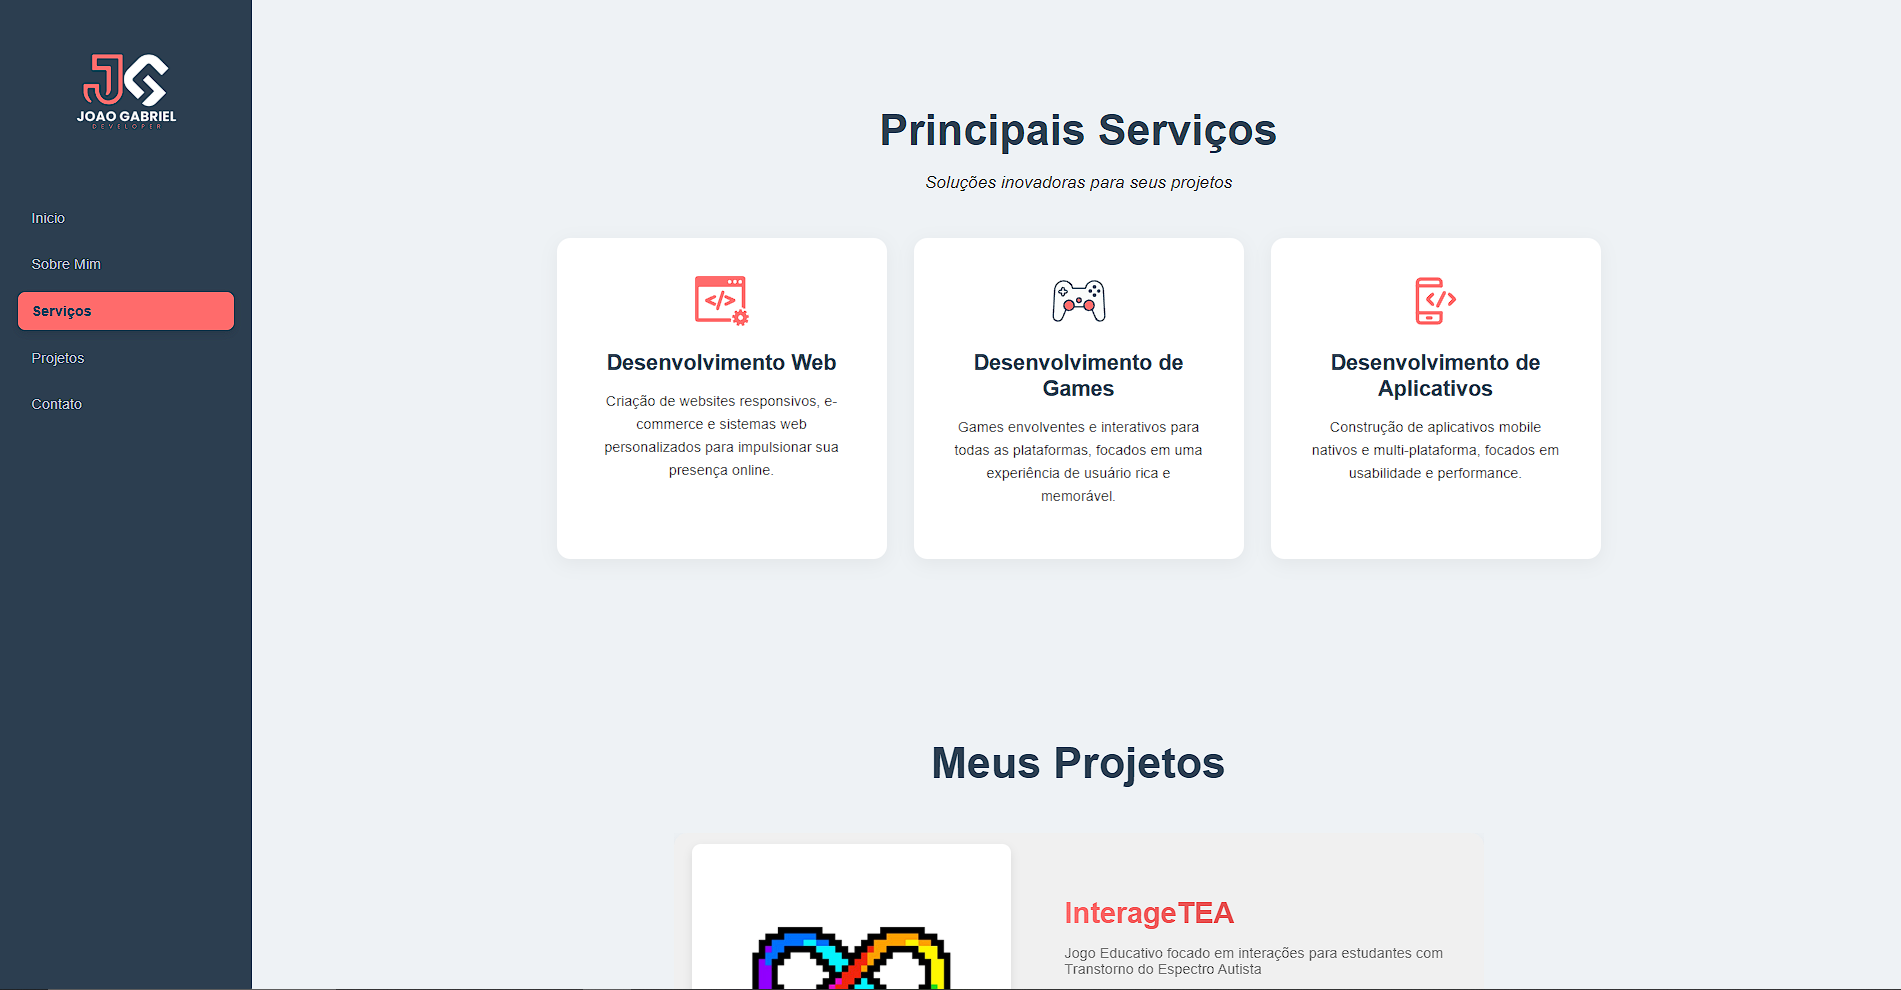 JOAO GABRIEL
DEVELOPER
Inicio
Sobre Mim
Serviços
Projetos
Contato
Principais Serviços
Soluções inovadoras para seus projetos
Desenvolvimento Web
Criação de websites responsivos, e-
commerce e sistemas web
personalizados para impulsionar sua
presença online.
Desenvolvimento de
Games
Games envolventes e interativos para
todas as plataformas, focados em uma
experiência de usuário rica e
memorável.
Desenvolvimento de
Aplicativos
Construção de aplicativos mobile
nativos e multi-plataforma, focados em
usabilidade e performance.
Meus Projetos
InterageTEA
Jogo Educativo focado em interações para estudantes com
Transtorno do Espectro Autista